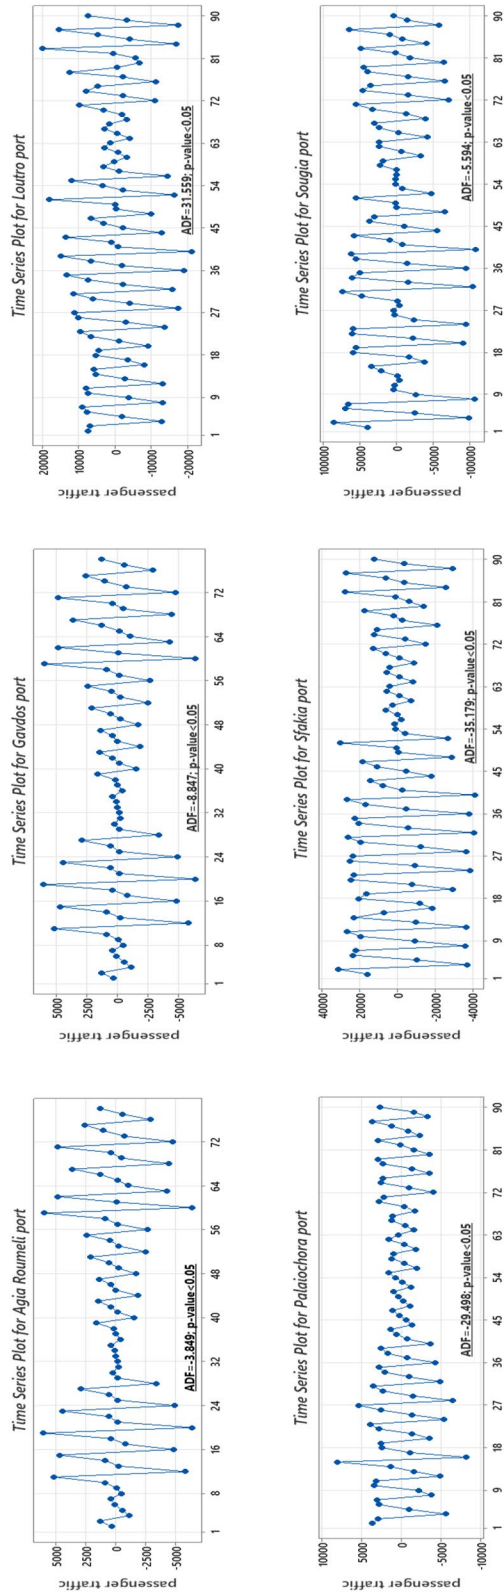 Time Series Plot for Agia Roumeli port
passenger traffic
5000
2500
0
-2500
-5000
ADF=-3.849; p-value<0.05
1 8 16 24 32 40 48 56 64 72
Time Series Plot for Gavdos port
passenger traffic
5000
2500
0
-2500
-5000
ADF=-8.847; p-value<0.05
1 8 16 24 32 40 48 56 64 72
Time Series Plot for Loutro port
passenger traffic
20000
10000
0
-10000
-20000
ADF=31.559; p-value<0.05
1 9 18 27 36 45 54 63 72 81 90
Time Series Plot for Palaiochora port
passenger traffic
10000
5000
0
-5000
-10000
ADF=-29.498; p-value<0.05
1 9 18 27 36 45 54 63 72 81 90
Time Series Plot for Sfakia port
passenger traffic
40000
20000
0
-20000
-40000
ADF=-35.179; p-value<0.05
1 9 18 27 36 45 54 63 72 81 90
Time Series Plot for Sougia port
passenger traffic
100000
50000
0
-50000
-100000
ADF=-5.594; p-value<0.05
1 9 18 27 36 45 54 63 72 81 90